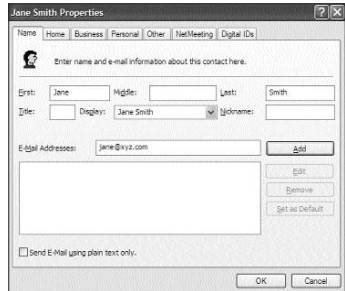 Jane Smith Properties
Name Home Business Personal Other NetMeeting Digital IDs
Enter name and e-mail information about this contact here.
First: Jane Middle: Last: Smith
Title: Display: Jane Smith Nickname:
E-Mail Addresses: jane@xyz.com Add
Edit
Remove
Set as Default
Send E-Mail using plain text only.
OK Cancel